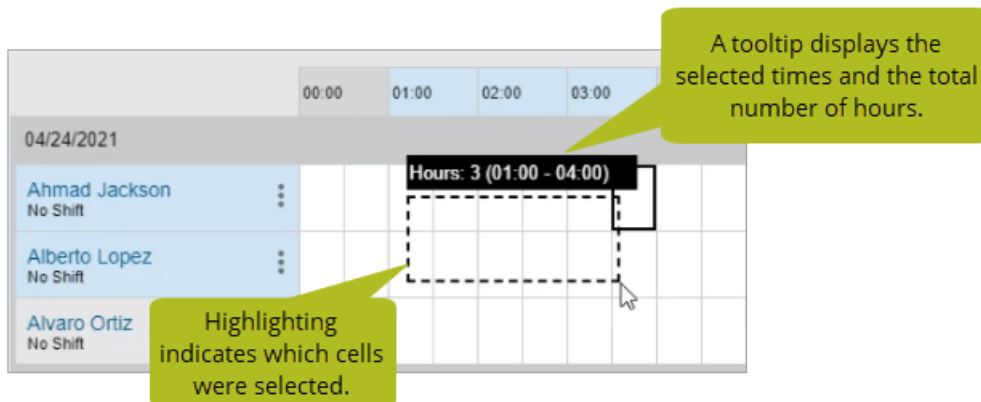 A tooltip displays the
selected times and the total
number of hours.
00:00 01:00 02:00 03:00
04/24/2021
Hours: 3 (01:00 - 04:00)
Ahmad Jackson
No Shift
Alberto Lopez
No Shift
Alvaro Ortiz
No Shift
Highlighting
indicates which cells
were selected.